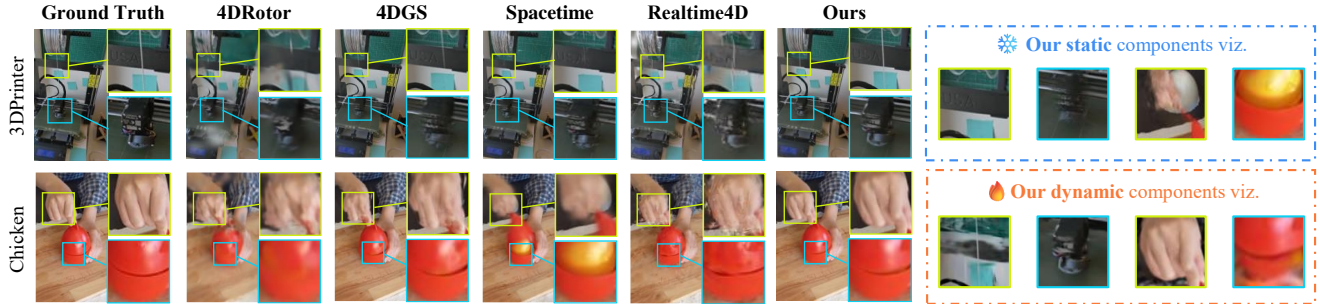 Ground Truth 4DRotor 4DGS Spacetime Realtime4D Ours
3DPrinter
Chicken
Our static components viz.
Our dynamic components viz.